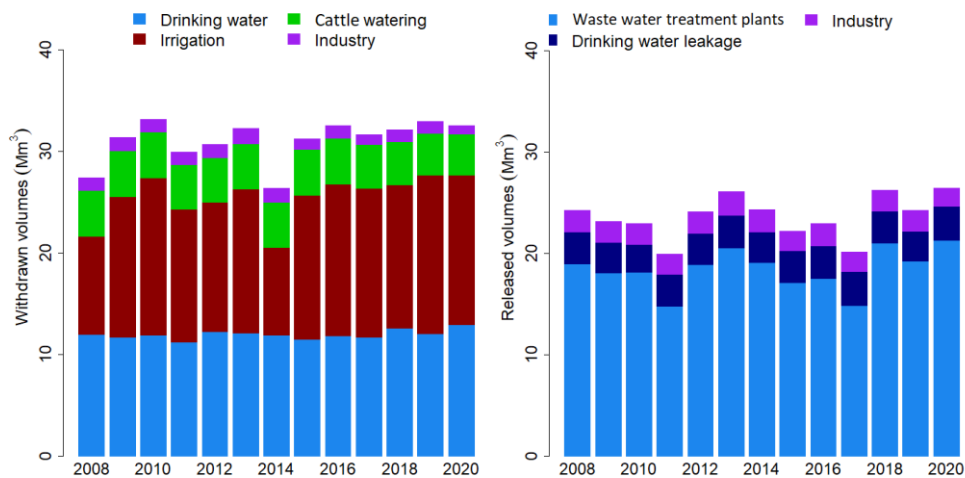 Drinking water
Cattle watering
Irrigation
Industry
Withdrawn volumes (Mm³)
40
30
20
10
0
2008 2010 2012 2014 2016 2018 2020
Waste water treatment plants
Industry
Drinking water leakage
Released volumes (Mm³)
40
30
20
10
0
2008 2010 2012 2014 2016 2018 2020